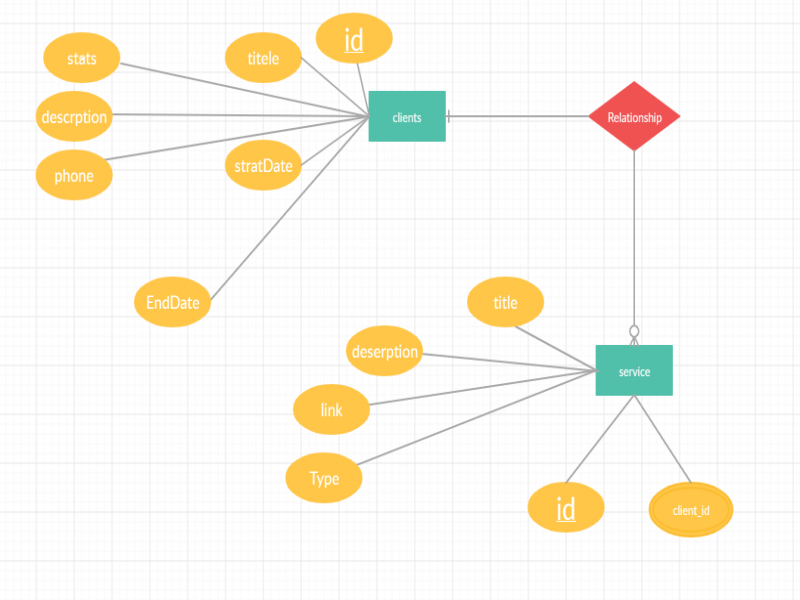 id
stats
titele
descrption
clients
Relationship
phone
stratDate
EndDate
title
deserption
service
link
Type
id
client_id